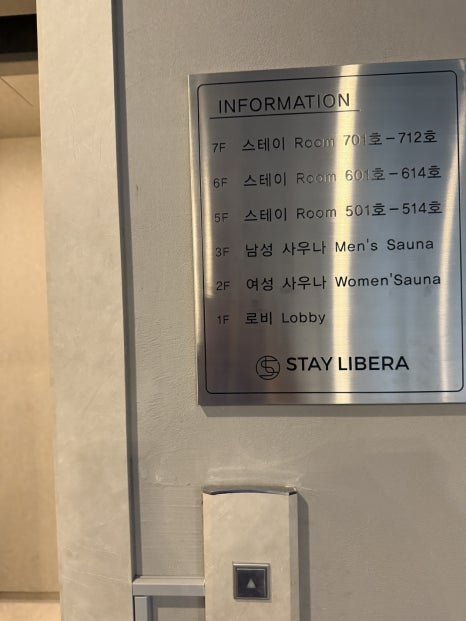 INFORMATION
7F 스테이 Room 701호-712호
6F 스테이 Room 601호-614호
5F 스테이 Room 501호-514호
3F 남성 사우나 Men's Sauna
2F 여성 사우나 Women'Sauna
1F 로비 Lobby
STAY LIBERA